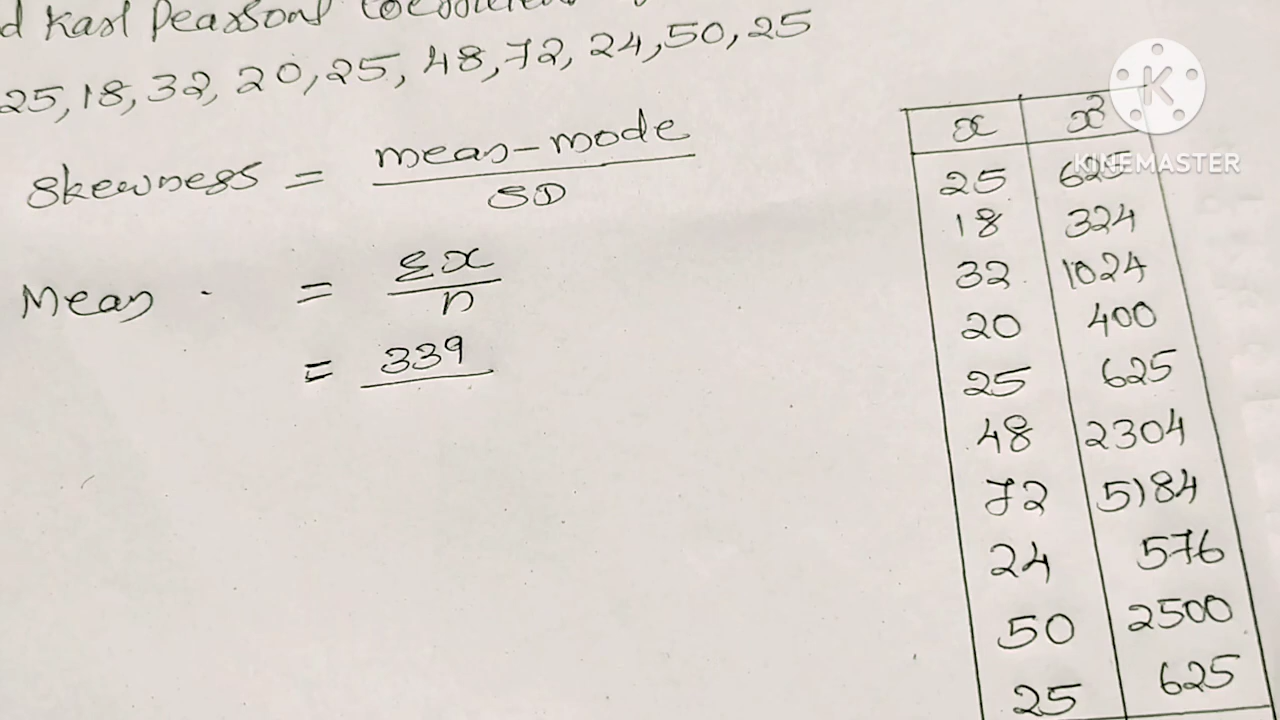 d Karl Pearsons
25, 18, 32, 20, 25, 48, 72, 24, 50, 25
Skewness = mean - mode
SD
Mean = Σx
n
= 339
x x²
25 625
18 324
32 1024
20 400
25 625
48 2304
72 5184
24 576
50 2500
25 625
K
KINEMASTER